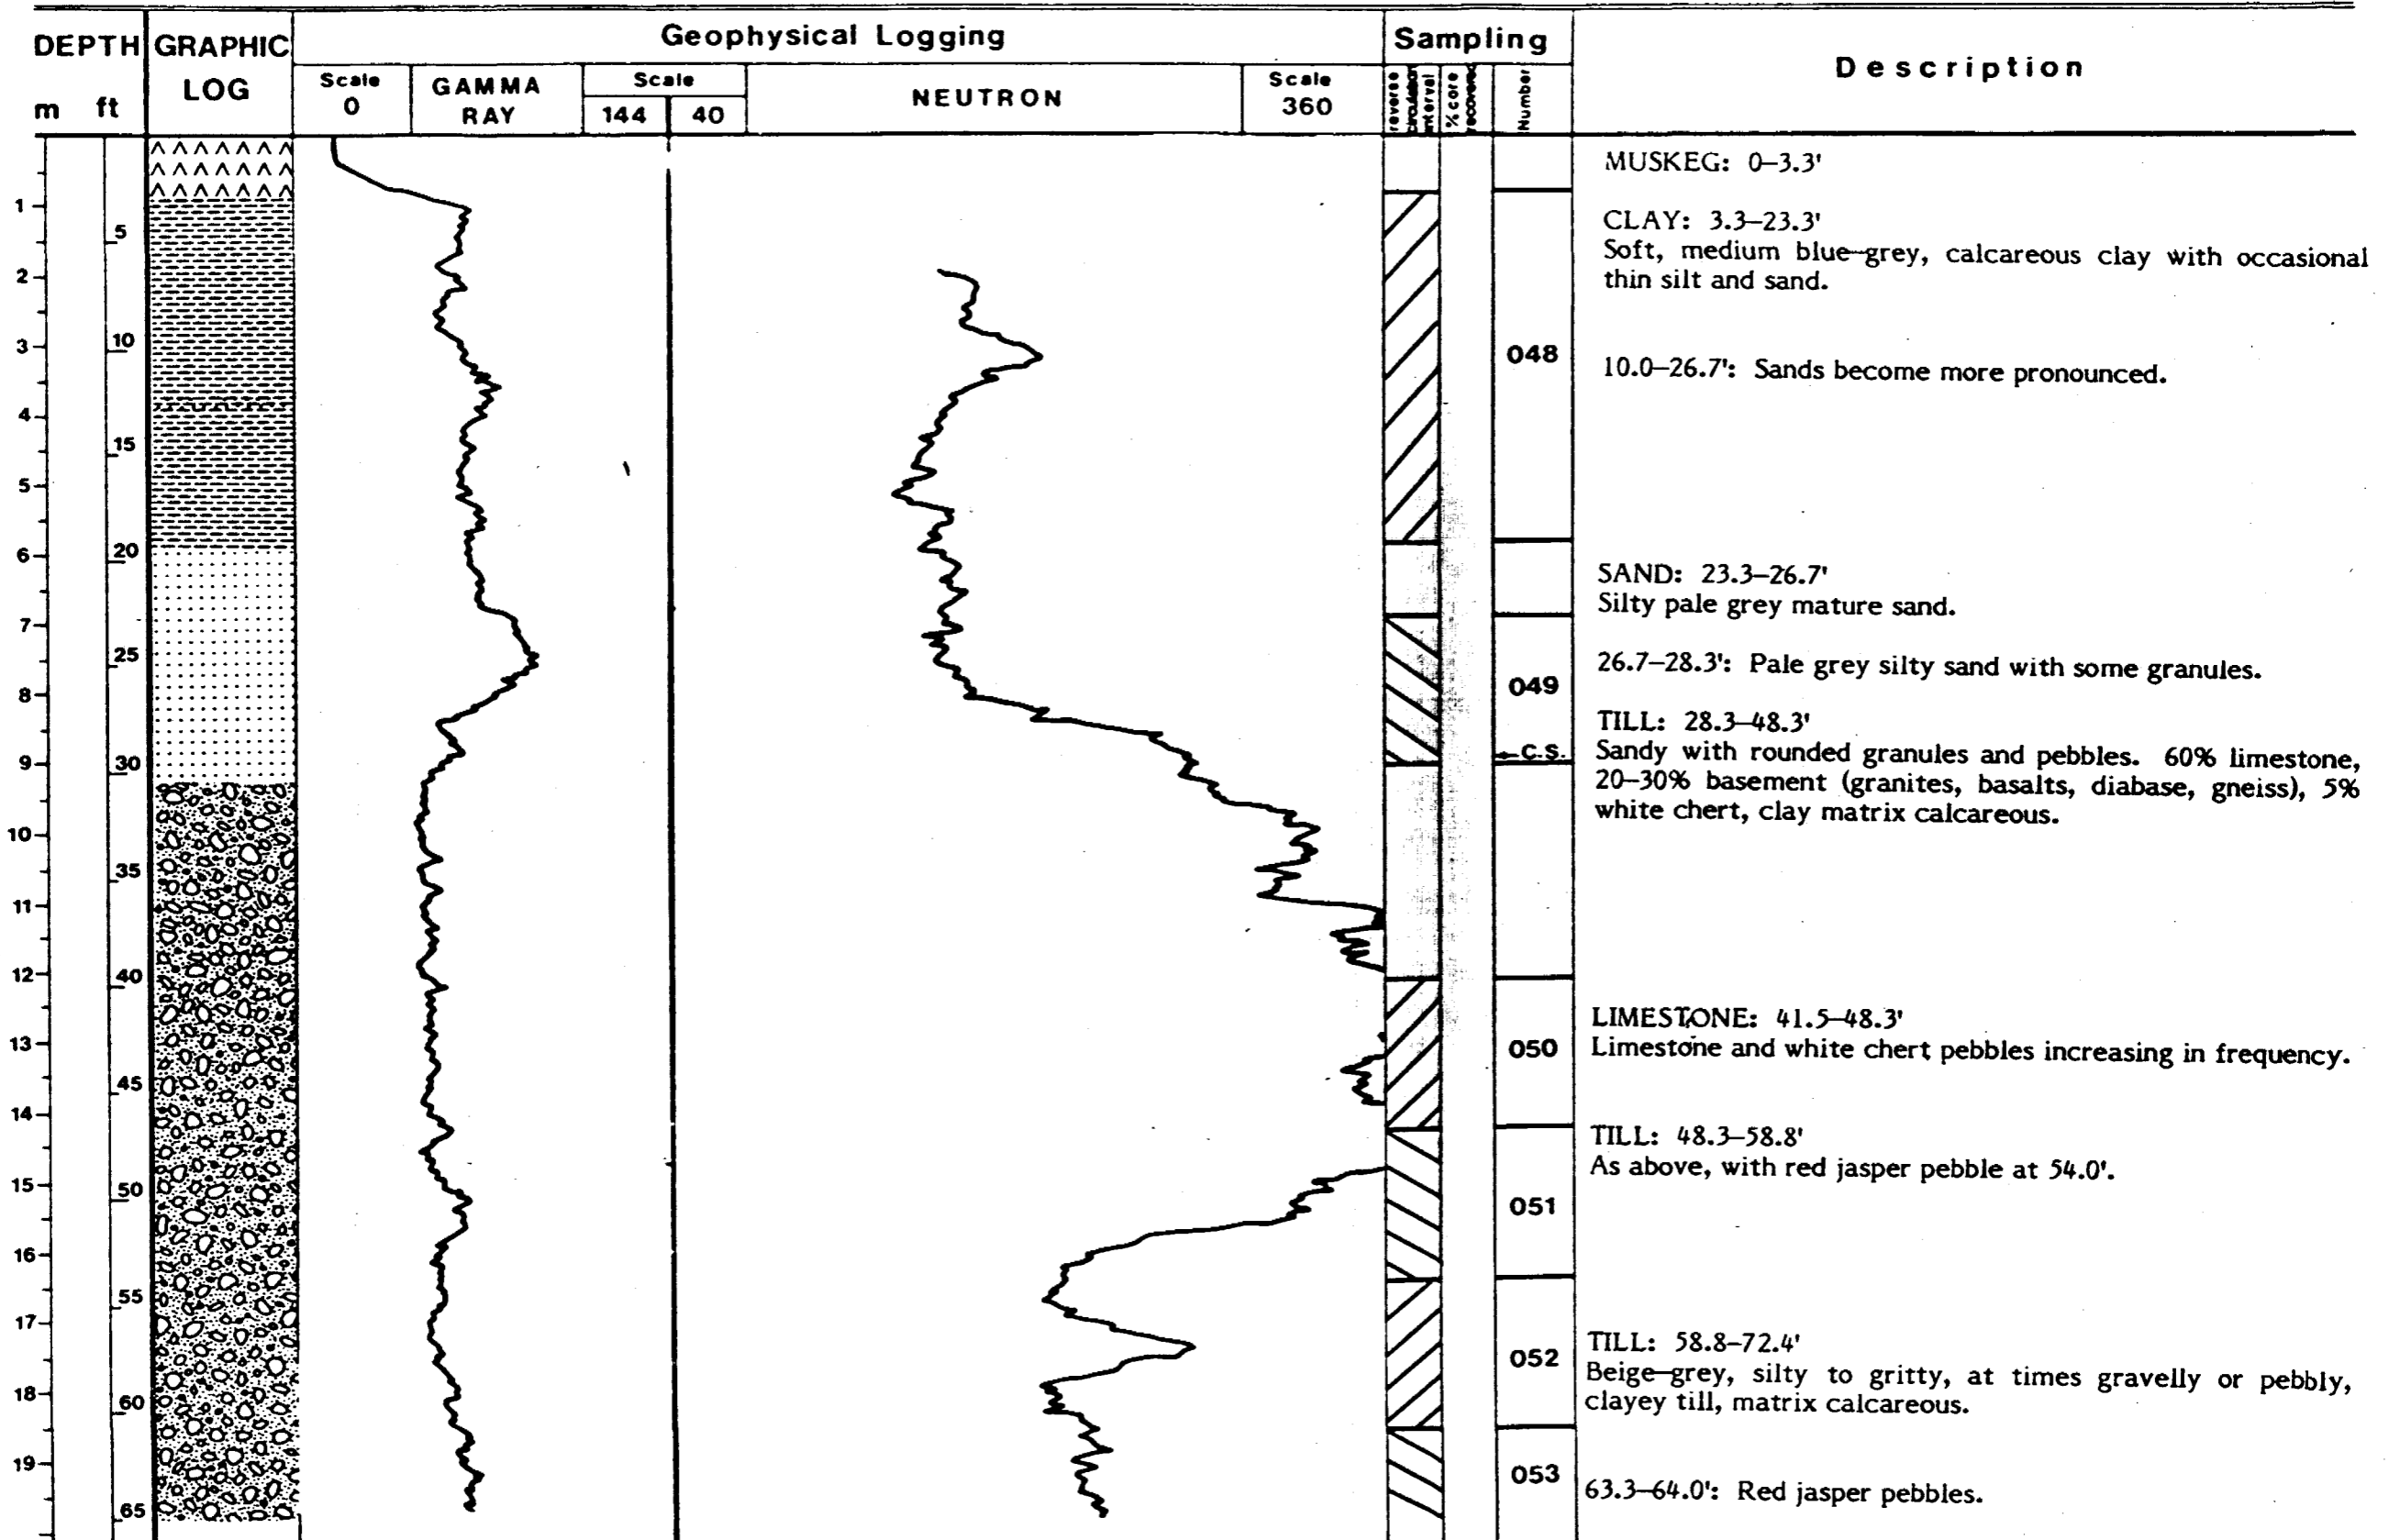 DEPTH
m ft
GRAPHIC
LOG
Geophysical Logging
Scale
0
GAMMA
RAY
Scale
144 40
NEUTRON
Scale
360
Sampling
reverse
circulation
interval
% core
recovered
Number
Description
1
2
3
4
5
6
7
8
9
10
11
12
13
14
15
16
17
18
19
5
10
15
20
25
30
35
40
45
50
55
60
65
048
049
←C.S.
050
051
052
053
MUSKEG: 0–3.3'
CLAY: 3.3–23.3'
Soft, medium blue-grey, calcareous clay with occasional
thin silt and sand.
10.0–26.7': Sands become more pronounced.
SAND: 23.3–26.7'
Silty pale grey mature sand.
26.7–28.3': Pale grey silty sand with some granules.
TILL: 28.3–48.3'
Sandy with rounded granules and pebbles. 60% limestone,
20–30% basement (granites, basalts, diabase, gneiss), 5%
white chert, clay matrix calcareous.
LIMESTONE: 41.5–48.3'
Limestone and white chert pebbles increasing in frequency.
TILL: 48.3–58.8'
As above, with red jasper pebble at 54.0'.
TILL: 58.8–72.4'
Beige-grey, silty to gritty, at times gravelly or pebbly,
clayey till, matrix calcareous.
63.3–64.0': Red jasper pebbles.